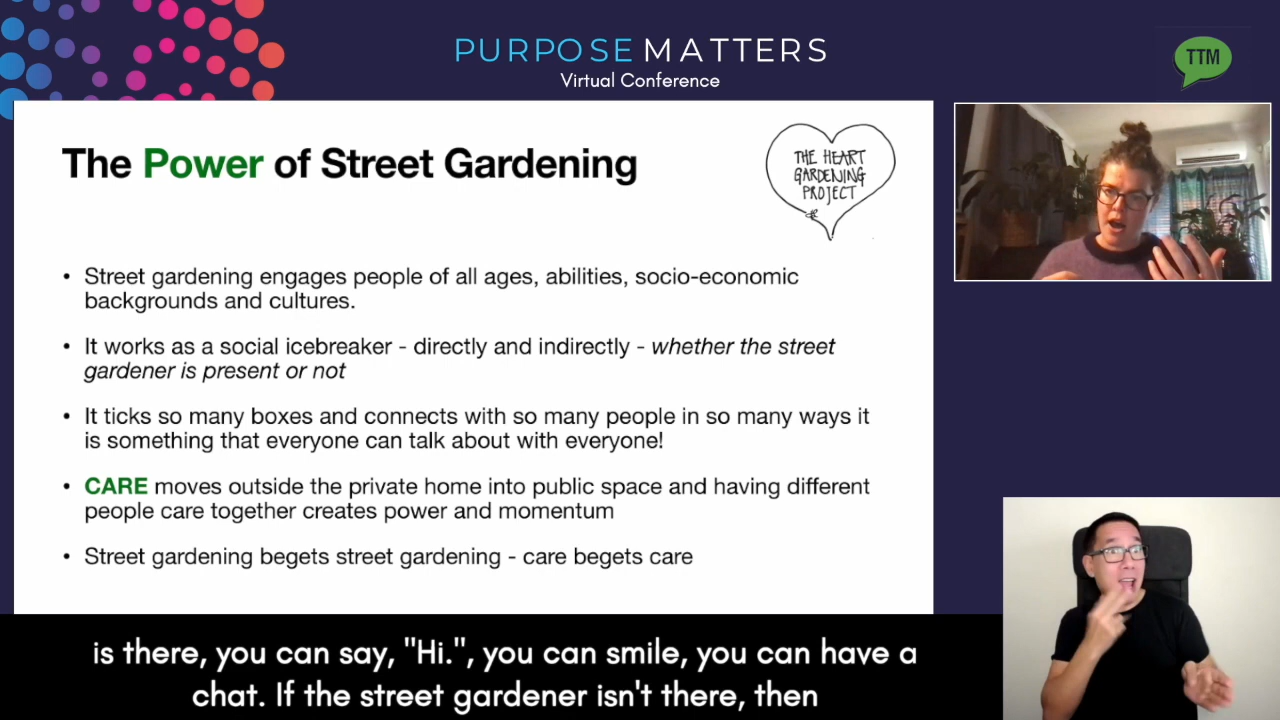 PURPOSE MATTERS
Virtual Conference
TTM
The Power of Street Gardening
THE HEART
GARDENING
PROJECT
• Street gardening engages people of all ages, abilities, socio-economic
backgrounds and cultures.
• It works as a social icebreaker - directly and indirectly - whether the street
gardener is present or not
• It ticks so many boxes and connects with so many people in so many ways it
is something that everyone can talk about with everyone!
• CARE moves outside the private home into public space and having different
people care together creates power and momentum
• Street gardening begets street gardening - care begets care
is there, you can say, "Hi.", you can smile, you can have a
chat. If the street gardener isn't there, then